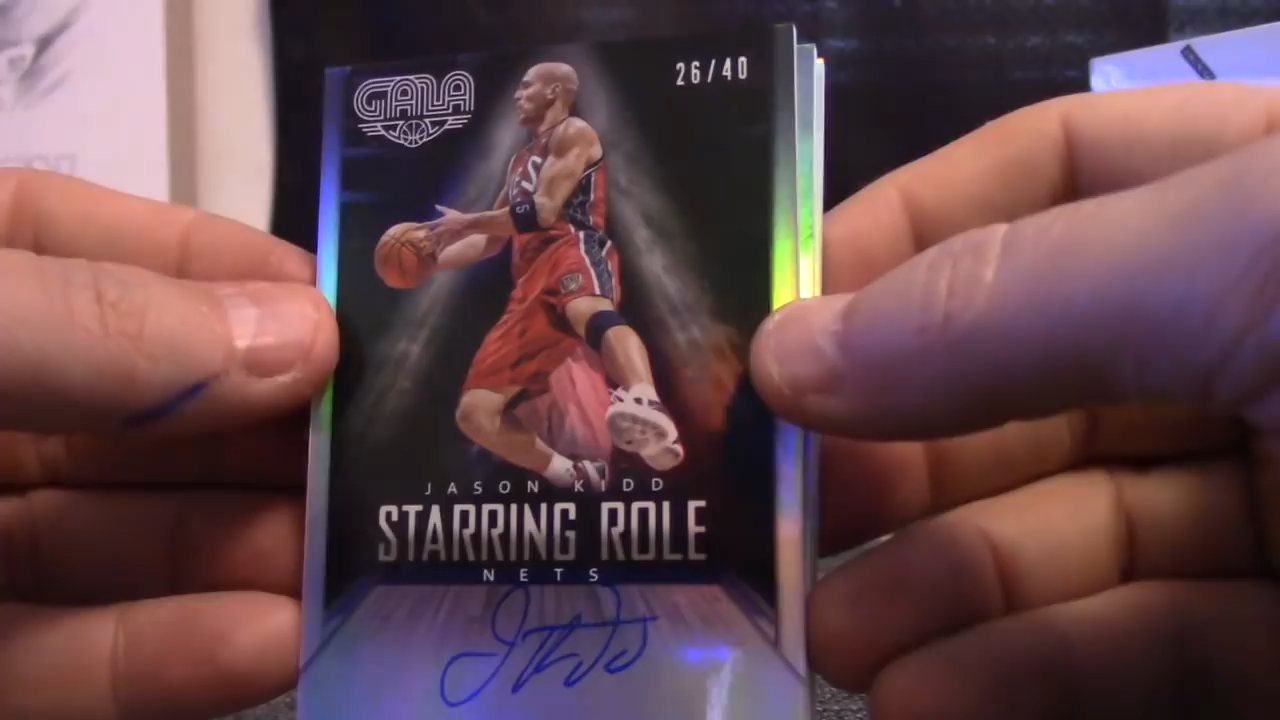 GALA
26/40
JASON KIDD
STARRING ROLE
NETS